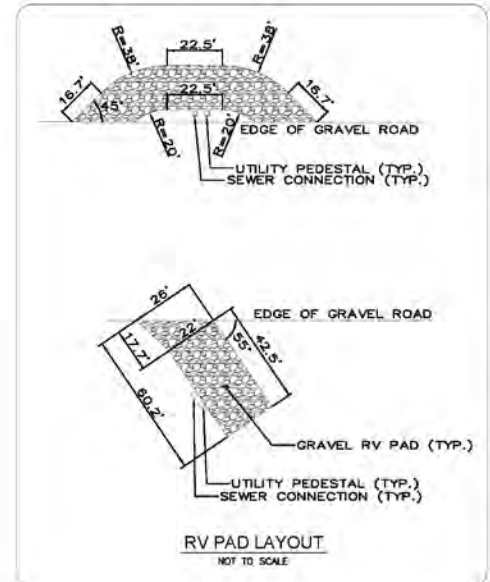 R=38'
22.5'
R=38'
16.7'
45°
22.5'
16.7'
R=20'
R=20'
EDGE OF GRAVEL ROAD
UTILITY PEDESTAL (TYP.)
SEWER CONNECTION (TYP.)
26'
EDGE OF GRAVEL ROAD
17.7'
22'
55°
42.5'
60.2'
GRAVEL RV PAD (TYP.)
UTILITY PEDESTAL (TYP.)
SEWER CONNECTION (TYP.)
RV PAD LAYOUT
NOT TO SCALE